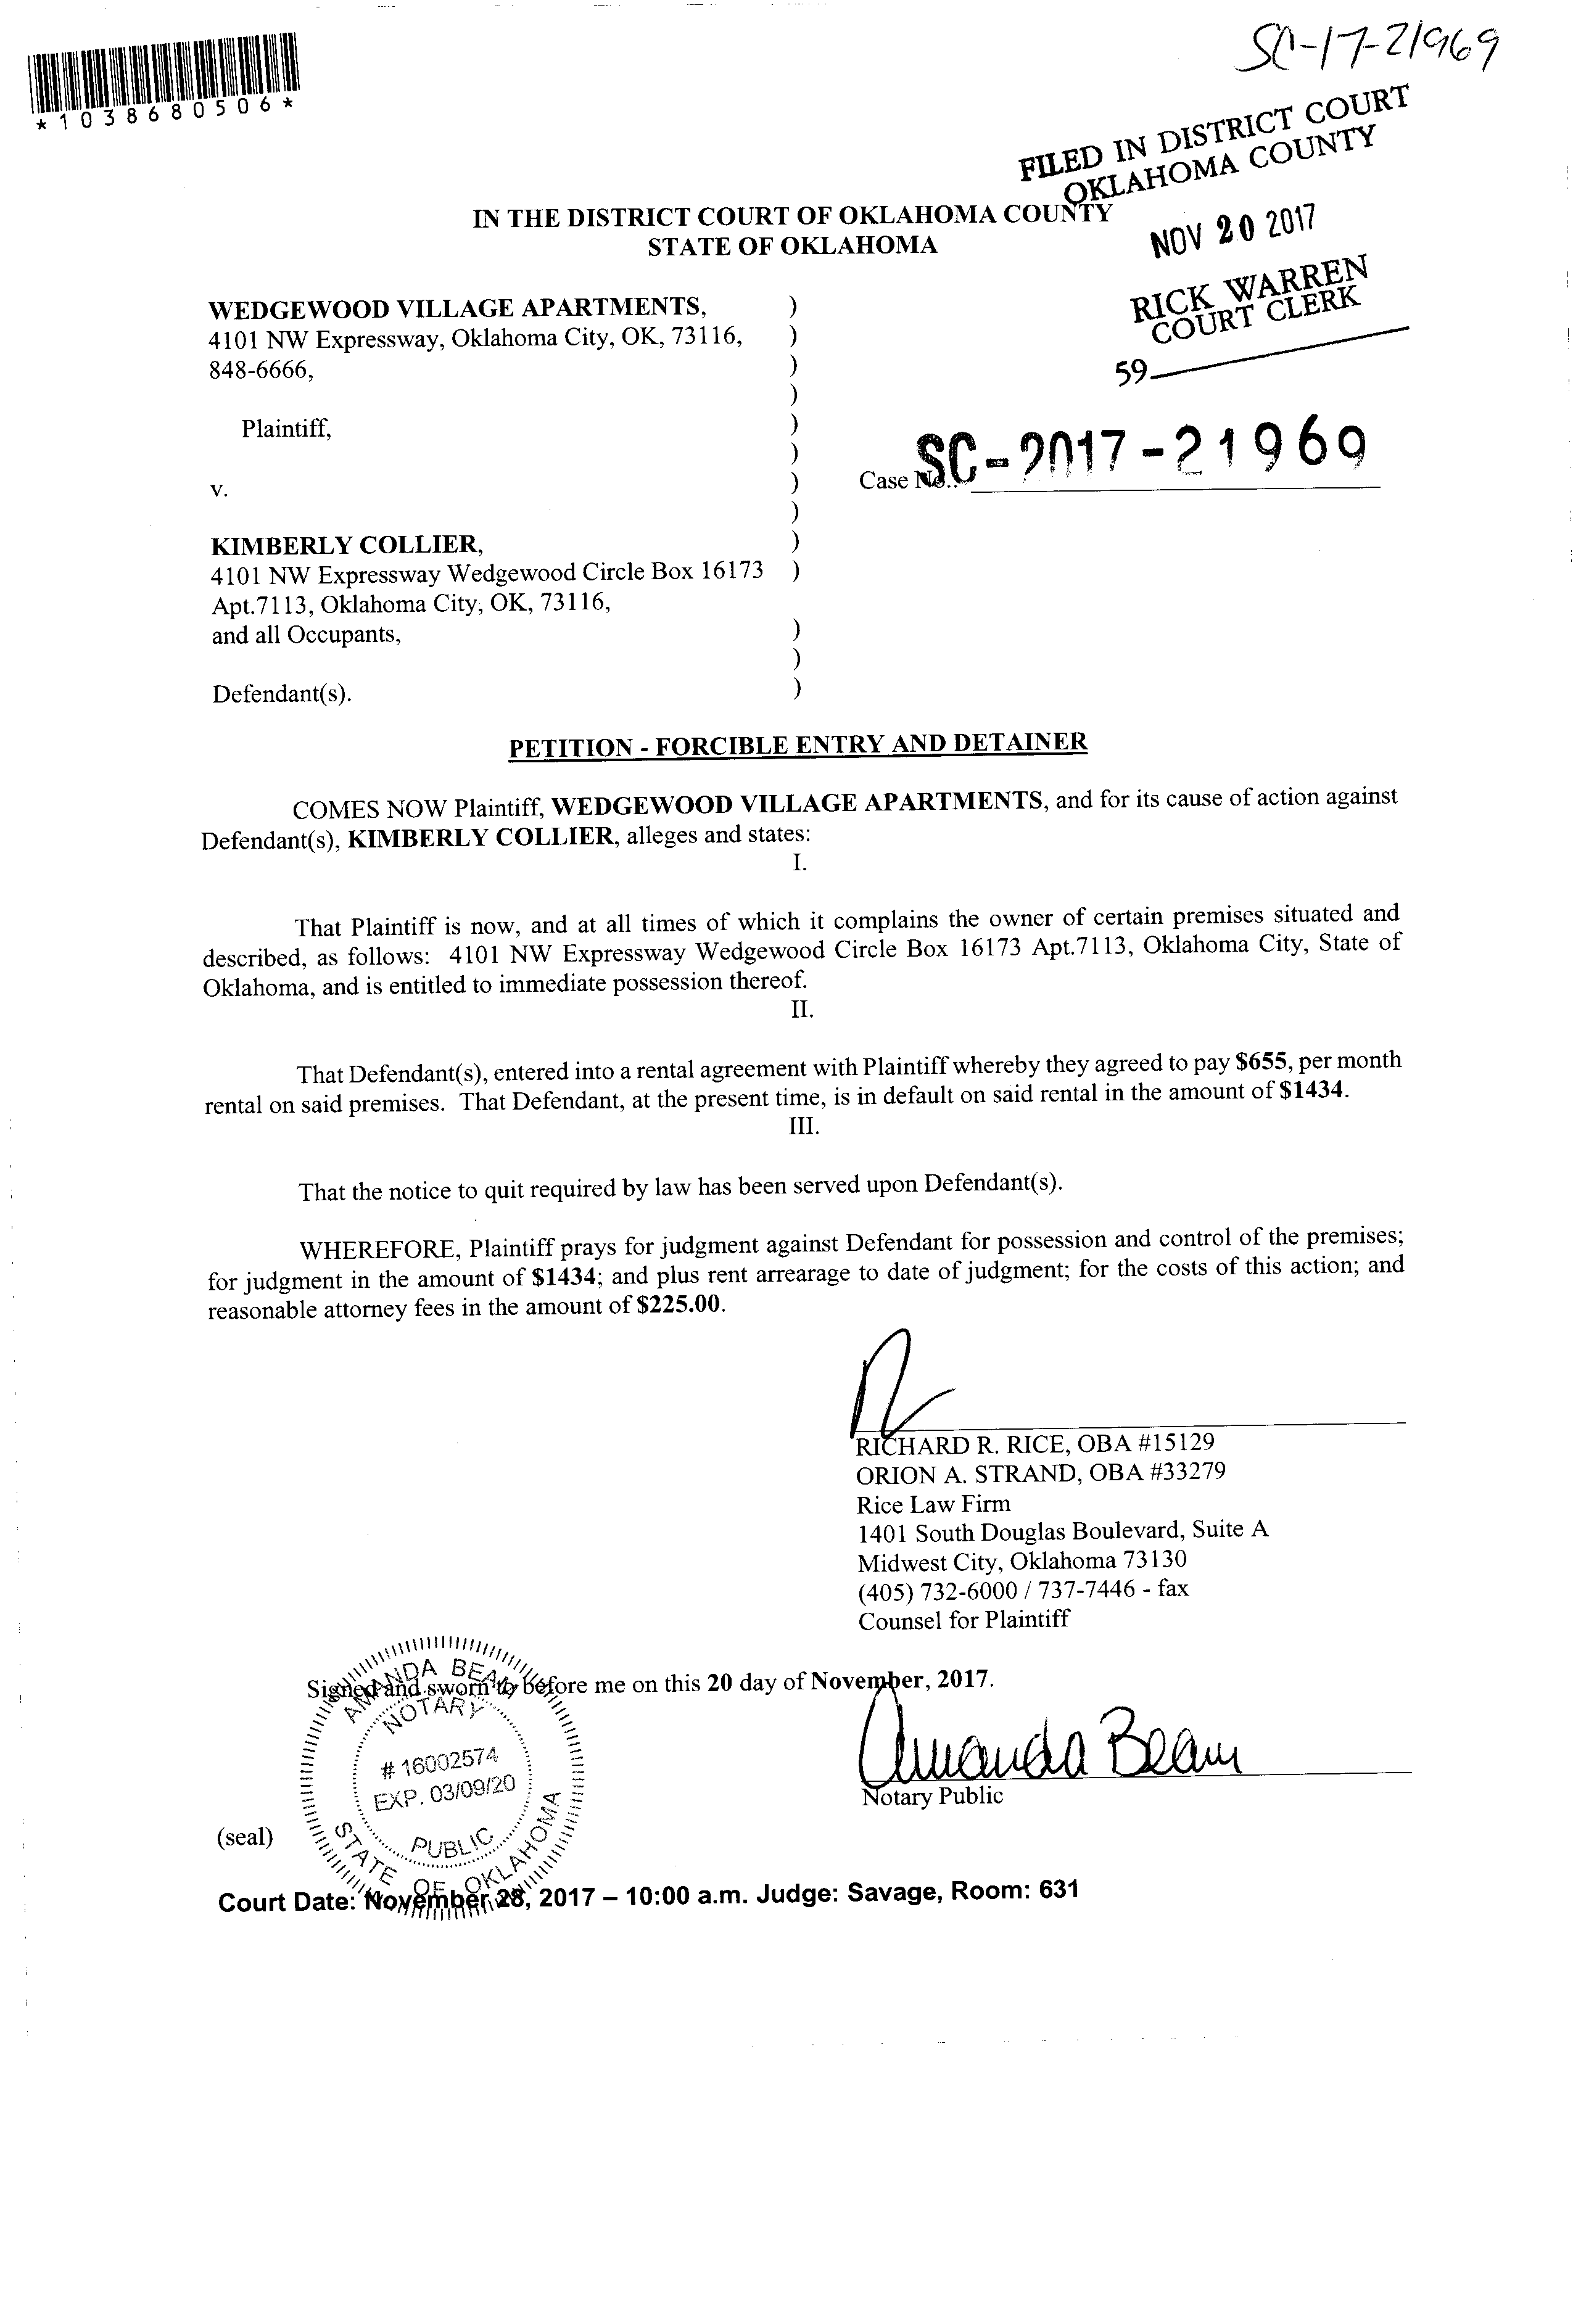 SC-17-21969
*1038680506*
FILED IN DISTRICT COURT
OKLAHOMA COUNTY
NOV 20 2017
RICK WARREN
COURT CLERK
59
IN THE DISTRICT COURT OF OKLAHOMA COUNTY
STATE OF OKLAHOMA
WEDGEWOOD VILLAGE APARTMENTS, )
4101 NW Expressway, Oklahoma City, OK, 73116, )
848-6666, )
)
Plaintiff, )
)
v. ) Case No.: SC-2017-21969
)
KIMBERLY COLLIER, )
4101 NW Expressway Wedgewood Circle Box 16173 )
Apt.7113, Oklahoma City, OK, 73116,
and all Occupants, )
)
Defendant(s). )
PETITION - FORCIBLE ENTRY AND DETAINER
COMES NOW Plaintiff, WEDGEWOOD VILLAGE APARTMENTS, and for its cause of action against
Defendant(s), KIMBERLY COLLIER, alleges and states:
I.
That Plaintiff is now, and at all times of which it complains the owner of certain premises situated and
described, as follows: 4101 NW Expressway Wedgewood Circle Box 16173 Apt.7113, Oklahoma City, State of
Oklahoma, and is entitled to immediate possession thereof.
II.
That Defendant(s), entered into a rental agreement with Plaintiff whereby they agreed to pay $655, per month
rental on said premises. That Defendant, at the present time, is in default on said rental in the amount of $1434.
III.
That the notice to quit required by law has been served upon Defendant(s).
WHEREFORE, Plaintiff prays for judgment against Defendant for possession and control of the premises;
for judgment in the amount of $1434; and plus rent arrearage to date of judgment; for the costs of this action; and
reasonable attorney fees in the amount of $225.00.
RICHARD R. RICE, OBA #15129
ORION A. STRAND, OBA #33279
Rice Law Firm
1401 South Douglas Boulevard, Suite A
Midwest City, Oklahoma 73130
(405) 732-6000 / 737-7446 - fax
Counsel for Plaintiff
Signed and sworn to before me on this 20 day of November, 2017.
Amanda Beam
Notary Public
AMANDA BEAM
NOTARY
# 16002574
EXP. 03/09/20
PUBLIC
STATE OF OKLAHOMA
(seal)
Court Date: November 28, 2017 – 10:00 a.m. Judge: Savage, Room: 631